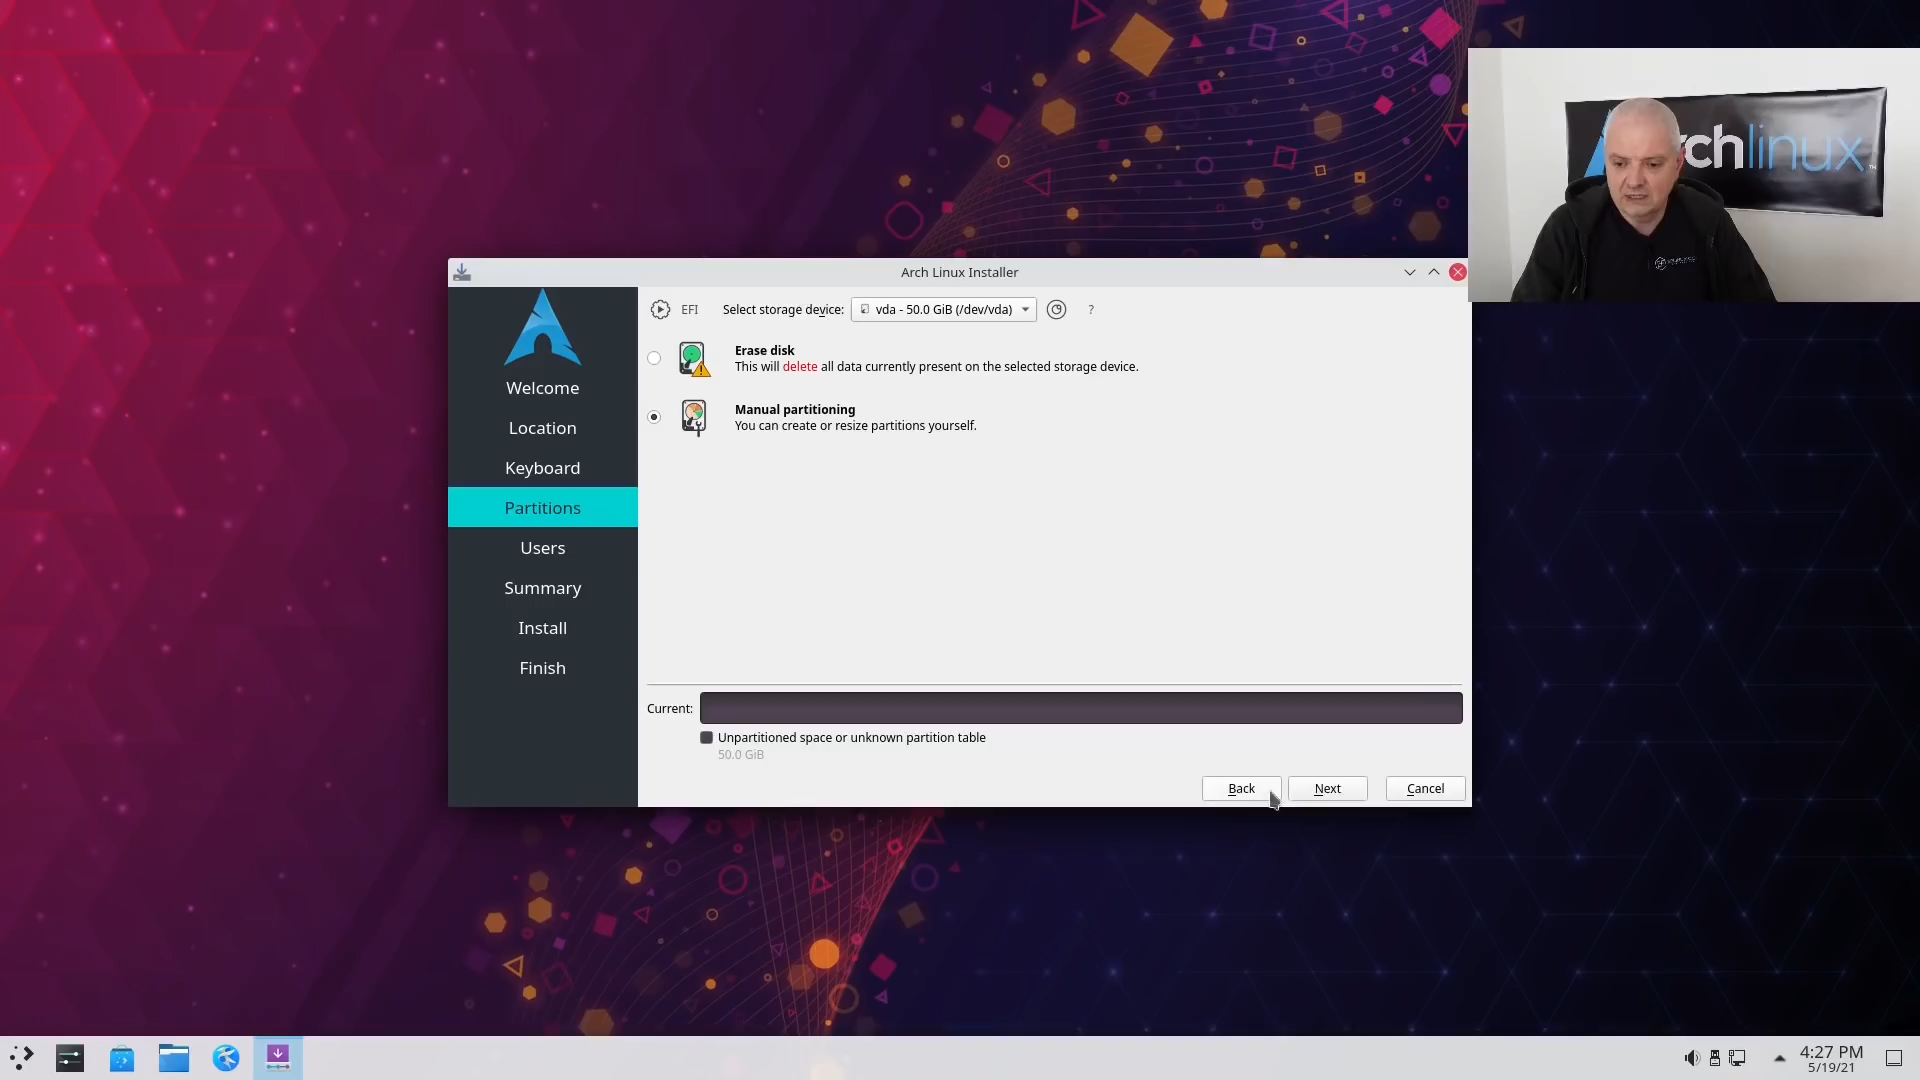 Arch Linux Installer
archlinux
Welcome
Location
Keyboard
Partitions
Users
Summary
Install
Finish
EFI
Select storage device:
vda - 50.0 GiB (/dev/vda)
?
Erase disk
This will delete all data currently present on the selected storage device.
Manual partitioning
You can create or resize partitions yourself.
Current:
Unpartitioned space or unknown partition table
50.0 GiB
Back
Next
Cancel
4:27 PM
5/19/21